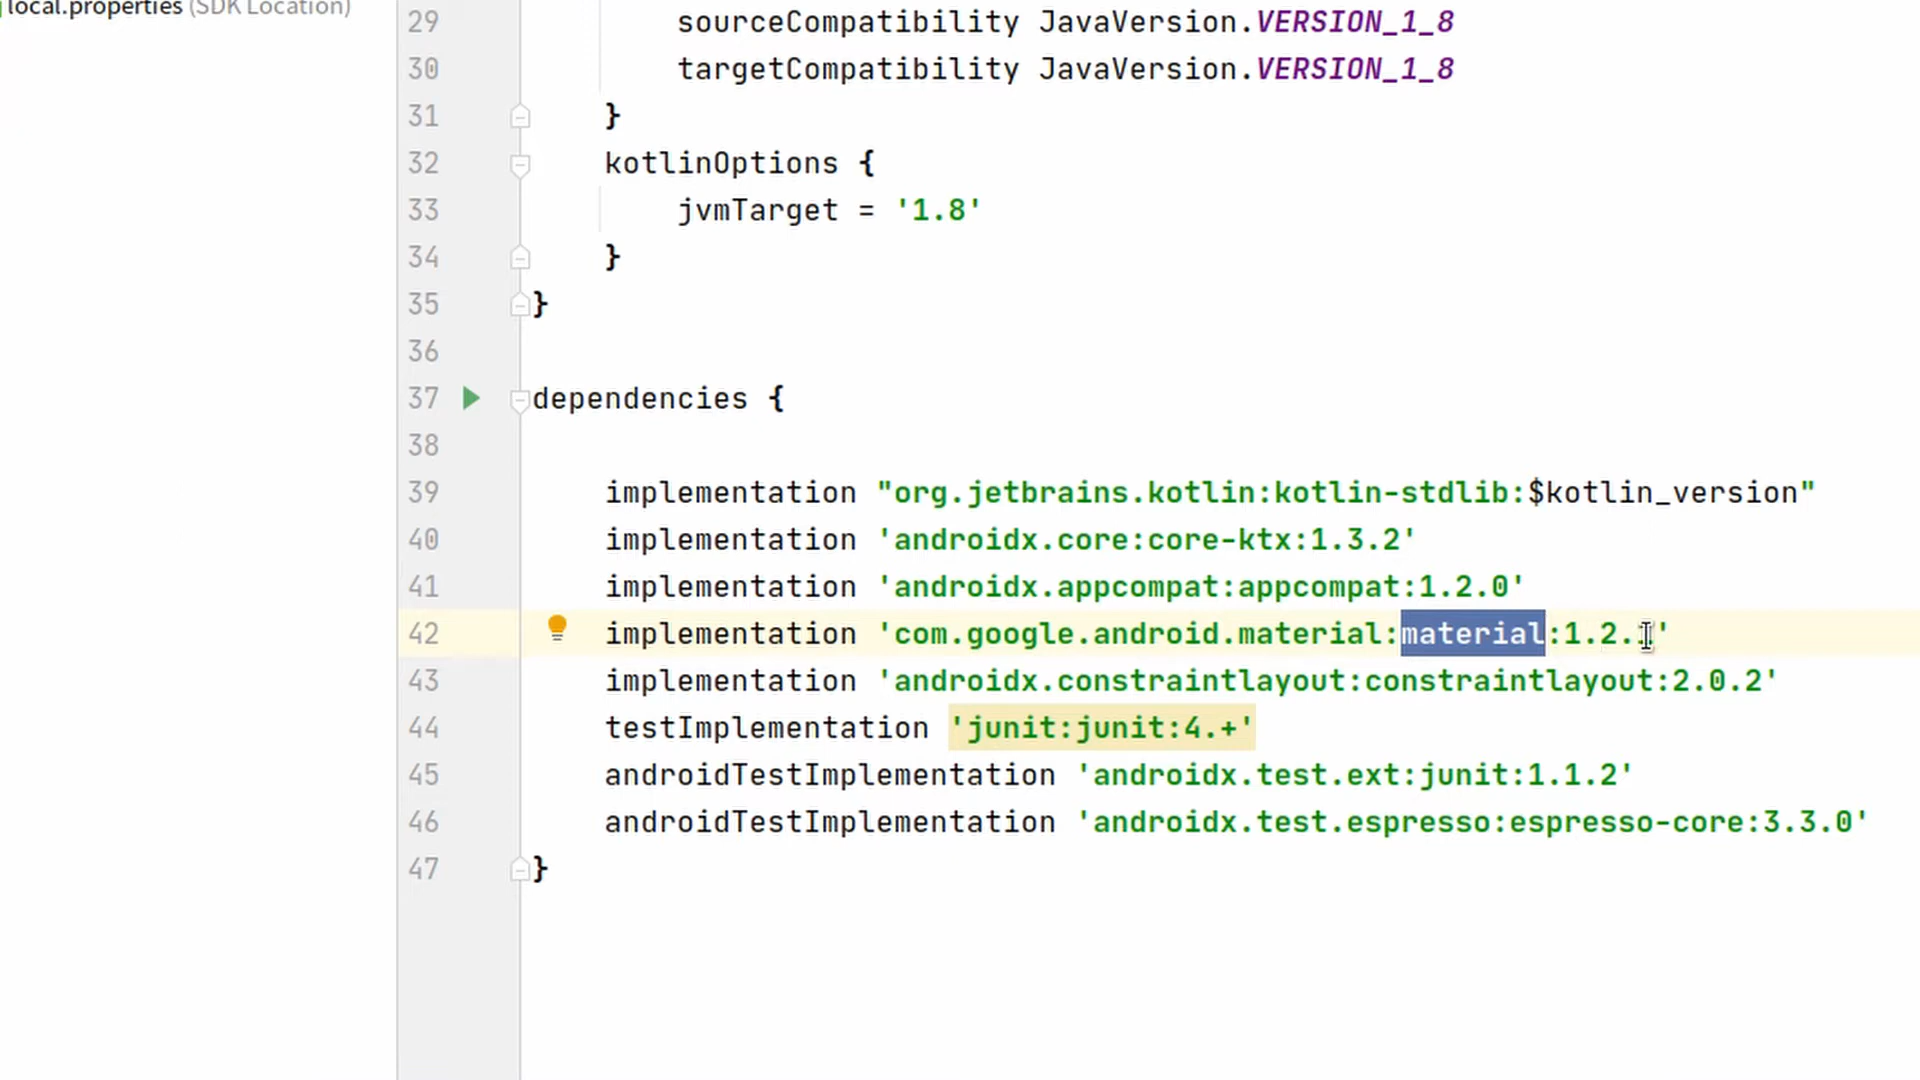 local.properties (SDK Location)
29 sourceCompatibility JavaVersion.VERSION_1_8
30 targetCompatibility JavaVersion.VERSION_1_8
31 }
32 kotlinOptions {
33 jvmTarget = '1.8'
34 }
35 }
36
37 dependencies {
38
39 implementation "org.jetbrains.kotlin:kotlin-stdlib:$kotlin_version"
40 implementation 'androidx.core:core-ktx:1.3.2'
41 implementation 'androidx.appcompat:appcompat:1.2.0'
42 implementation 'com.google.android.material:material:1.2. '
43 implementation 'androidx.constraintlayout:constraintlayout:2.0.2'
44 testImplementation 'junit:junit:4.+'
45 androidTestImplementation 'androidx.test.ext:junit:1.1.2'
46 androidTestImplementation 'androidx.test.espresso:espresso-core:3.3.0'
47 }